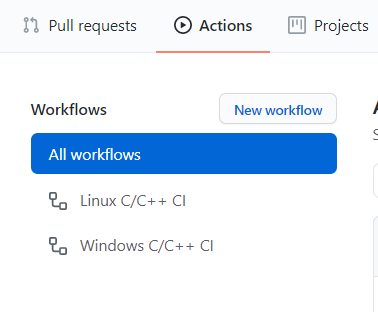 Pull requests Actions Projects
Workflows New workflow
All workflows
Linux C/C++ CI
Windows C/C++ CI